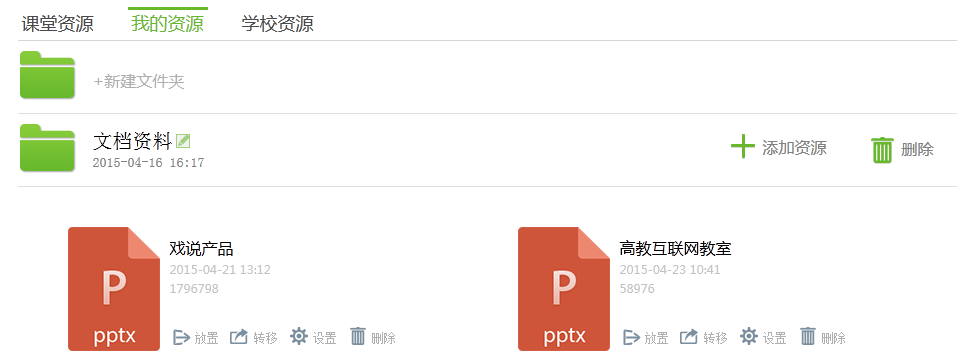 课堂资源 我的资源 学校资源
+新建文件夹
文档资料
2015-04-16 16:17
添加资源 删除
P
pptx
戏说产品
2015-04-21 13:12
1796798
放置 转移 设置 删除
P
pptx
高教互联网教室
2015-04-23 10:41
58976
放置 转移 设置 删除